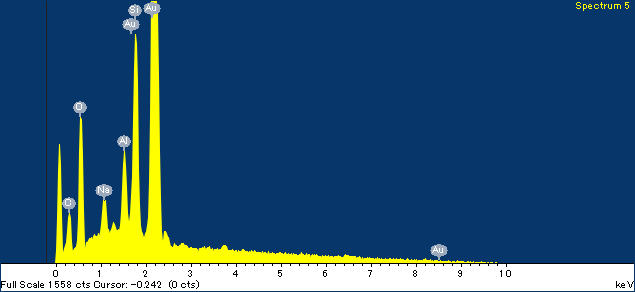 Spectrum 5
Si
Au
Au
O
Al
Na
Au
0 1 2 3 4 5 6 7 8 9 10
Full Scale 1558 cts Cursor: -0.242 (0 cts)
keV